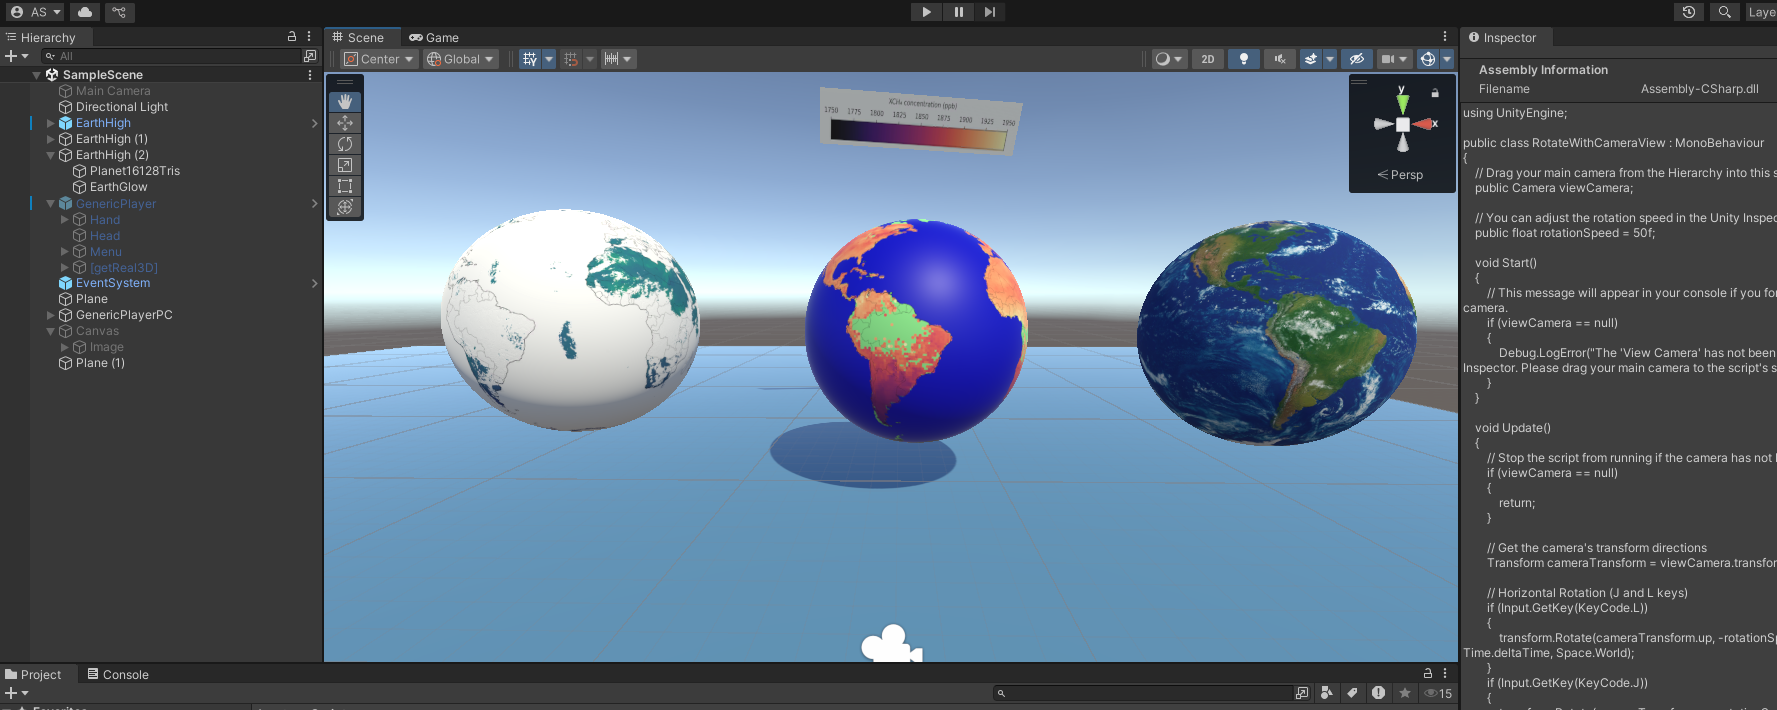 AS
Layer
Hierarchy
All
SampleScene
Main Camera
Directional Light
EarthHigh
EarthHigh (1)
EarthHigh (2)
Planet16128Tris
EarthGlow
GenericPlayer
Hand
Head
Menu
[getReal3D]
EventSystem
Plane
GenericPlayerPC
Canvas
Image
Plane (1)
Scene
Game
Center
Global
2D
XCH₄ concentration (ppb)
1750 1775 1800 1825 1850 1875 1900 1925 1950
y
x
Persp
Inspector
Assembly Information
Filename Assembly-CSharp.dll
using UnityEngine;
public class RotateWithCameraView : MonoBehaviour
{
// Drag your main camera from the Hierarchy into this s
public Camera viewCamera;
// You can adjust the rotation speed in the Unity Inspec
public float rotationSpeed = 50f;
void Start()
{
// This message will appear in your console if you for
camera.
if (viewCamera == null)
{
Debug.LogError("The 'View Camera' has not been
Inspector. Please drag your main camera to the script's s
}
}
void Update()
{
// Stop the script from running if the camera has not
if (viewCamera == null)
{
return;
}
// Get the camera's transform directions
Transform cameraTransform = viewCamera.transfor
// Horizontal Rotation (J and L keys)
if (Input.GetKey(KeyCode.L))
{
transform.Rotate(cameraTransform.up, -rotationSp
Time.deltaTime, Space.World);
}
if (Input.GetKey(KeyCode.J))
{
Project
Console
15
Favorites